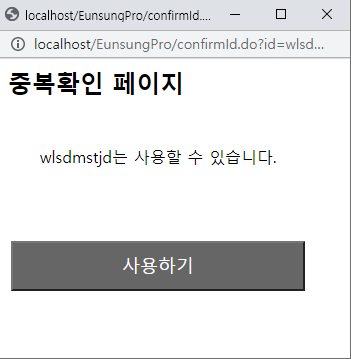 localhost/EunsungPro/confirmId....
localhost/EunsungPro/confirmId.do?id=wlsd...
중복확인 페이지
wlsdmstjd는 사용할 수 있습니다.
사용하기